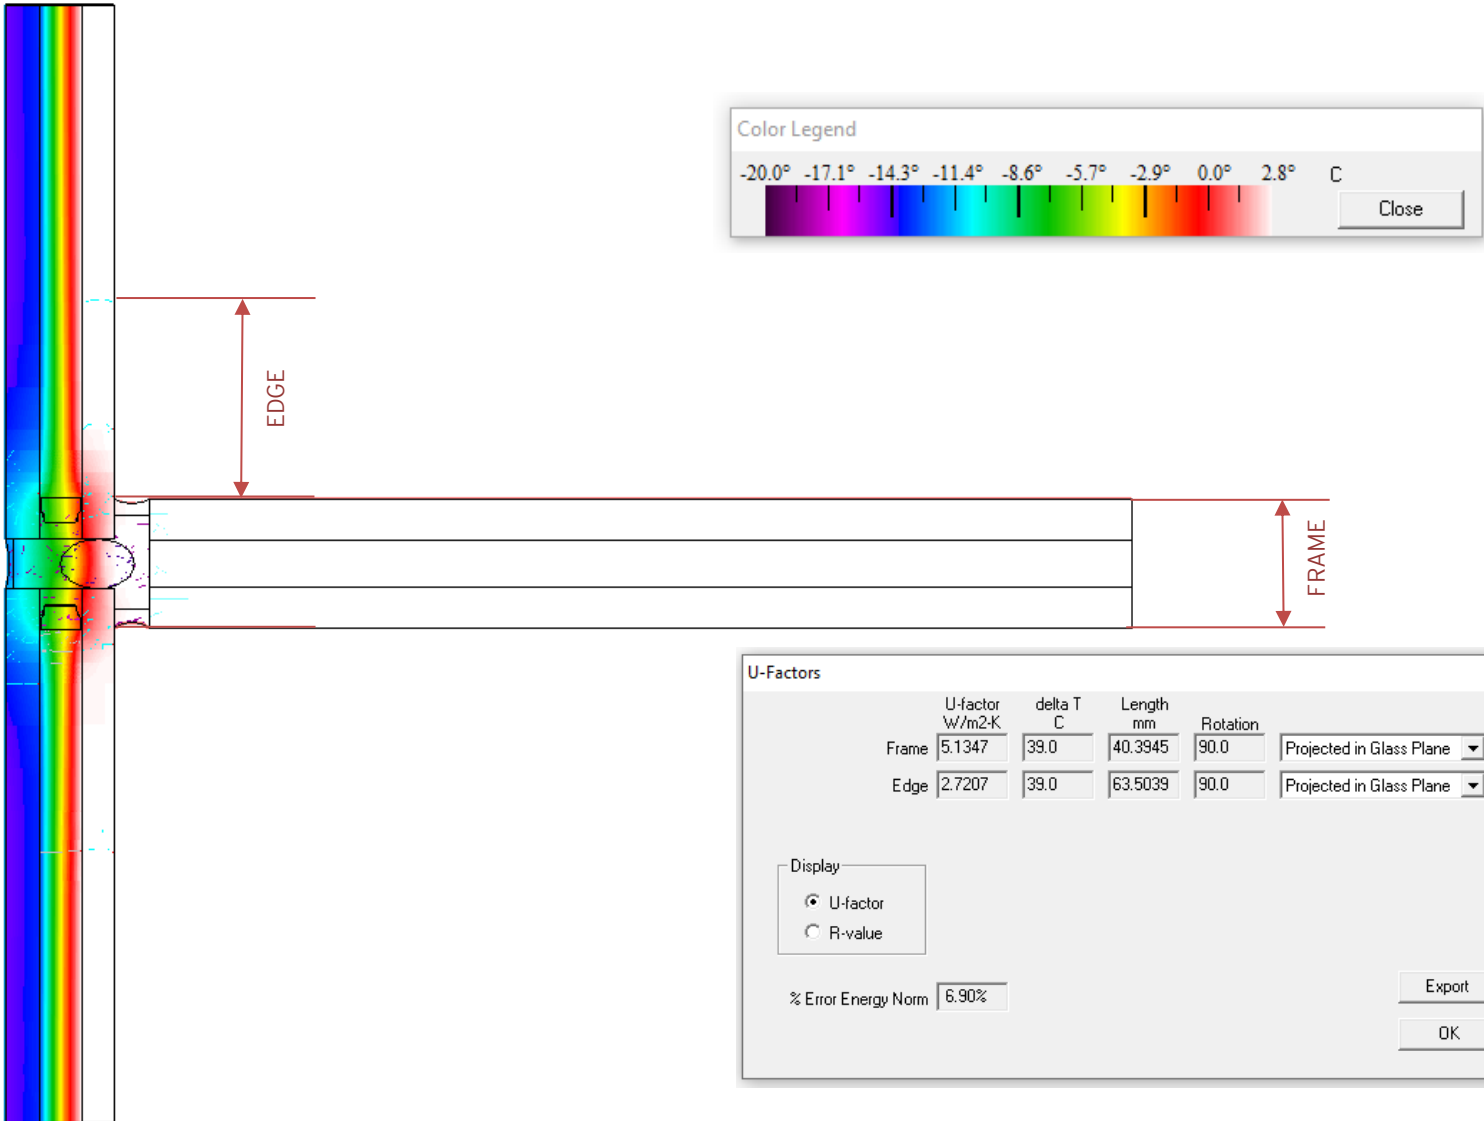 Color Legend
-20.0° -17.1° -14.3° -11.4° -8.6° -5.7° -2.9° 0.0° 2.8° C
Close
EDGE
FRAME
U-Factors
U-factor delta T Length
W/m2-K C mm Rotation
Frame 5.1347 39.0 40.3945 90.0 Projected in Glass Plane
Edge 2.7207 39.0 63.5039 90.0 Projected in Glass Plane
Display
U-factor
R-value
% Error Energy Norm 6.90%
Export
OK